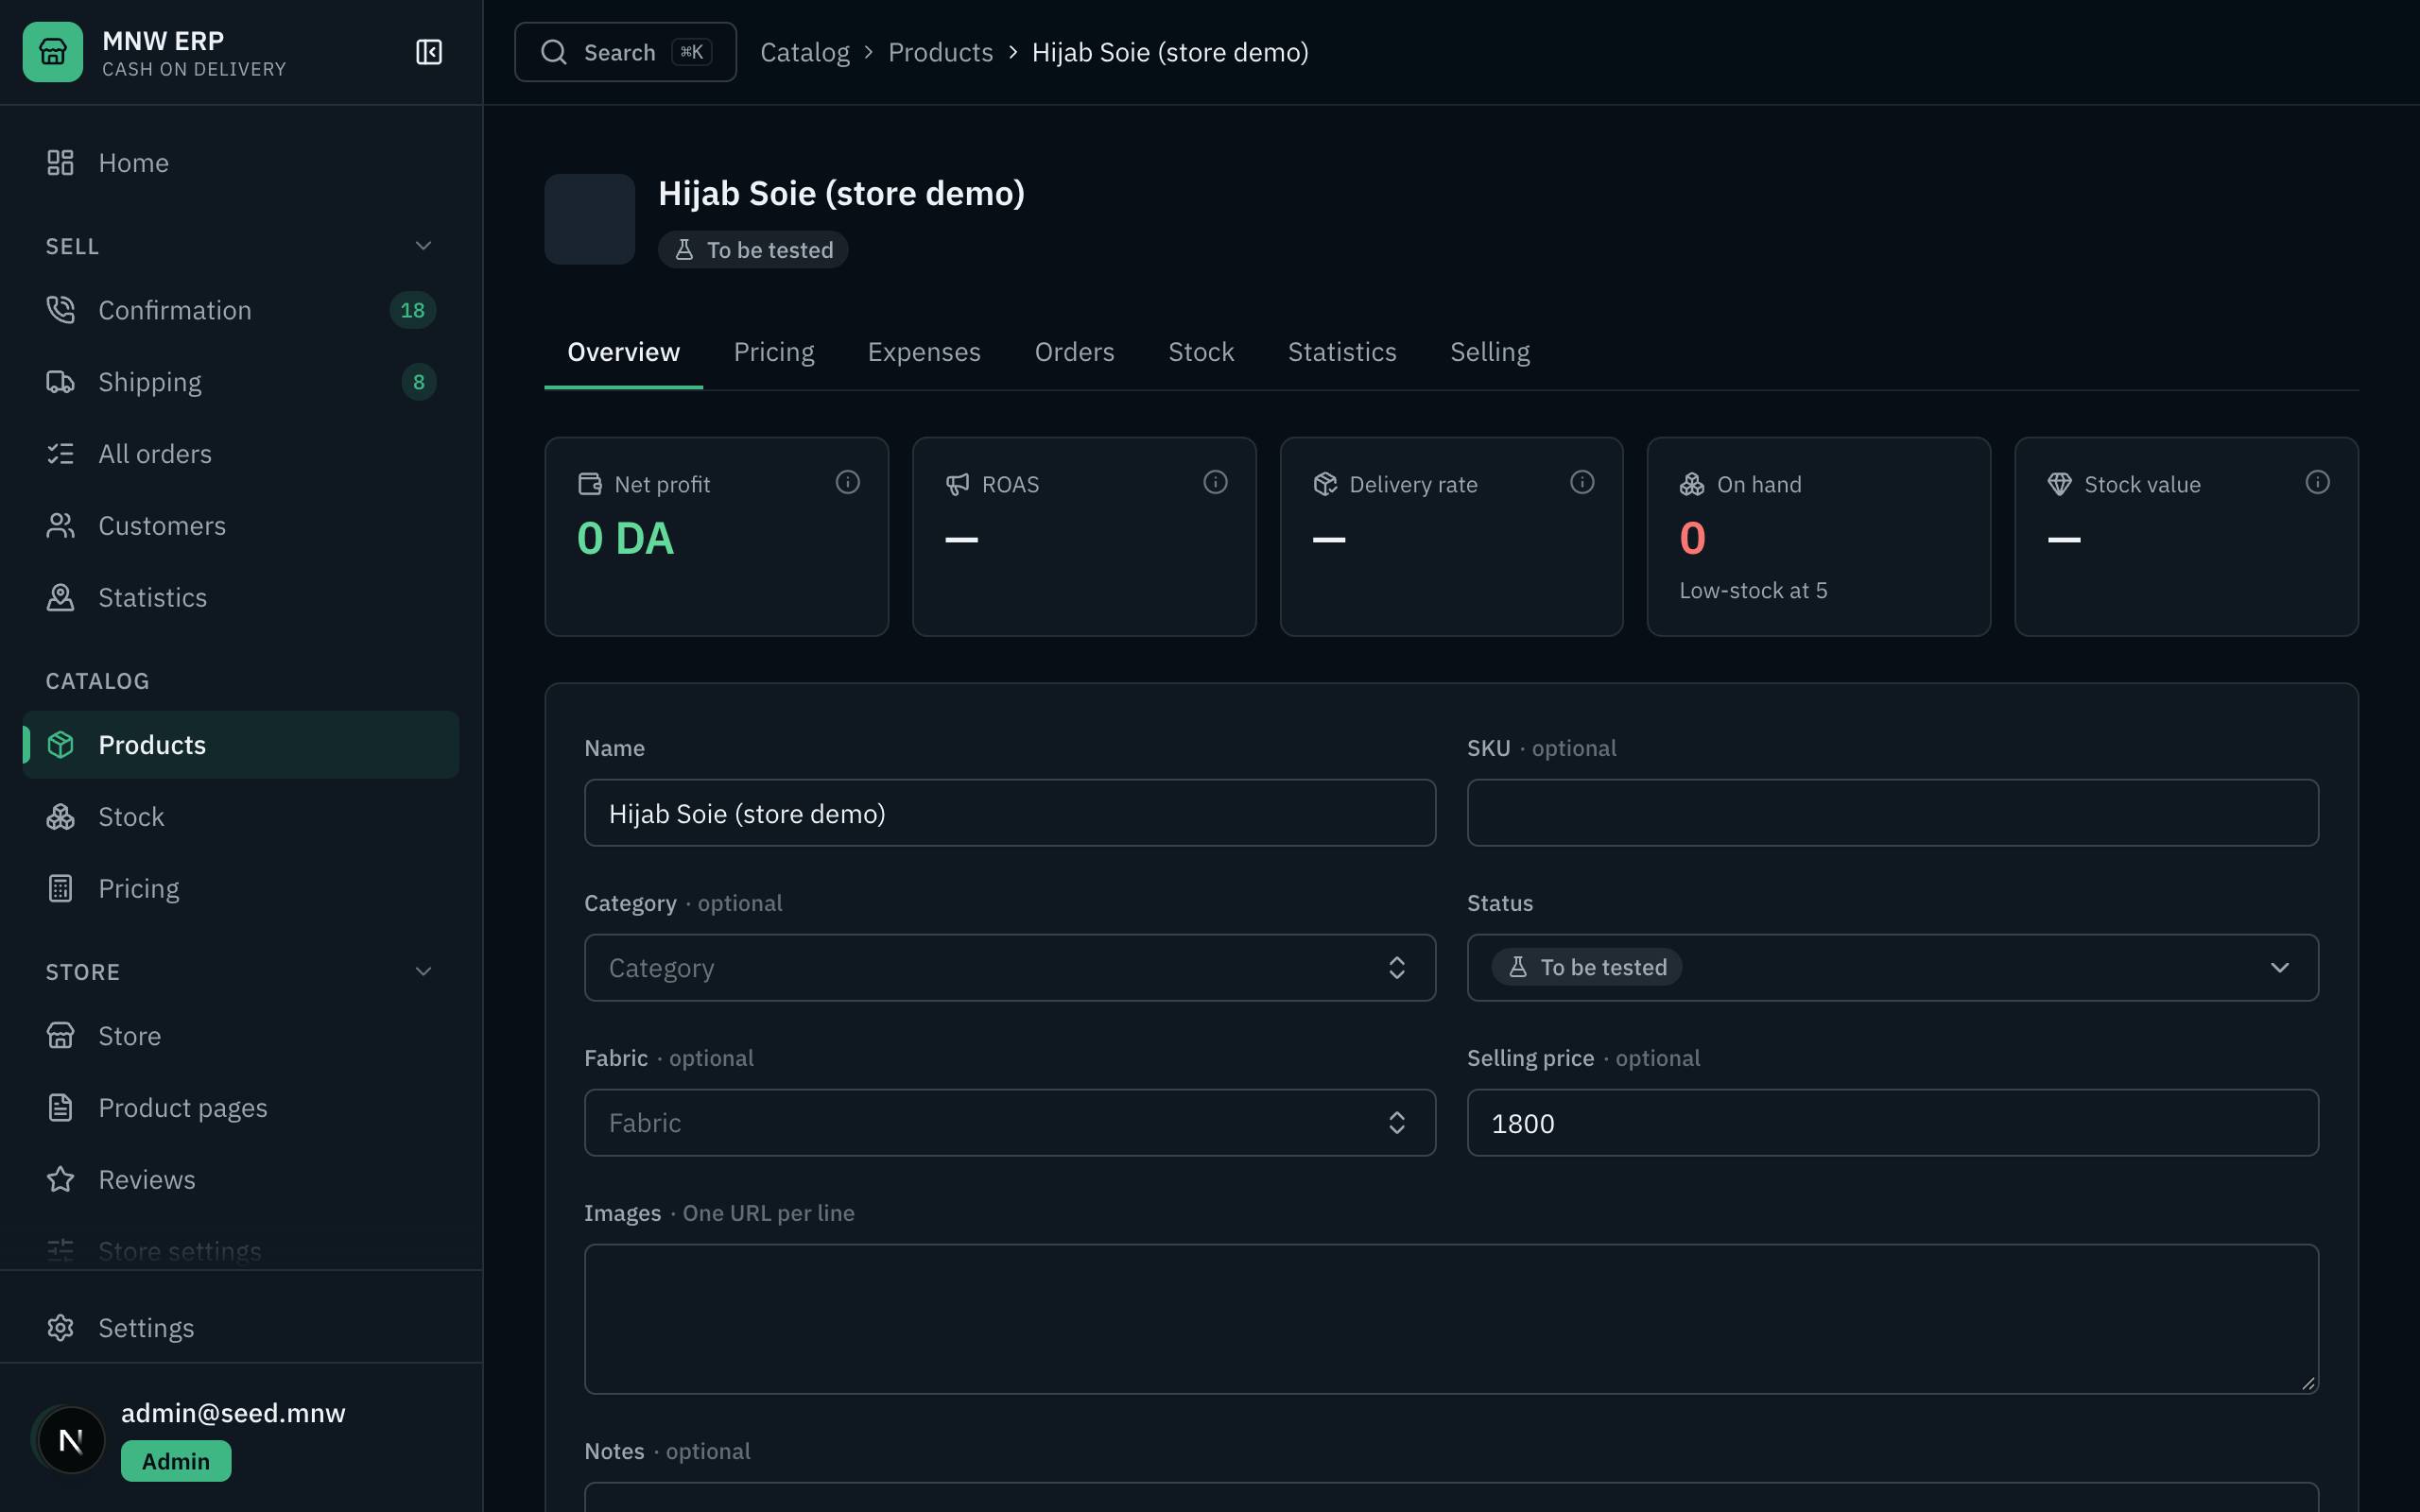 MNW ERP
CASH ON DELIVERY
Home
SELL
Confirmation 18
Shipping 8
All orders
Customers
Statistics
CATALOG
Products
Stock
Pricing
STORE
Store
Product pages
Reviews
Store settings
Settings
N
admin@seed.mnw
Admin
Search ⌘K Catalog › Products › Hijab Soie (store demo)
Hijab Soie (store demo)
To be tested
Overview Pricing Expenses Orders Stock Statistics Selling
Net profit
0 DA
ROAS
—
Delivery rate
—
On hand
0
Low-stock at 5
Stock value
—
Name
Hijab Soie (store demo)
SKU · optional
Category · optional
Category
Status
To be tested
Fabric · optional
Fabric
Selling price · optional
1800
Images · One URL per line
Notes · optional